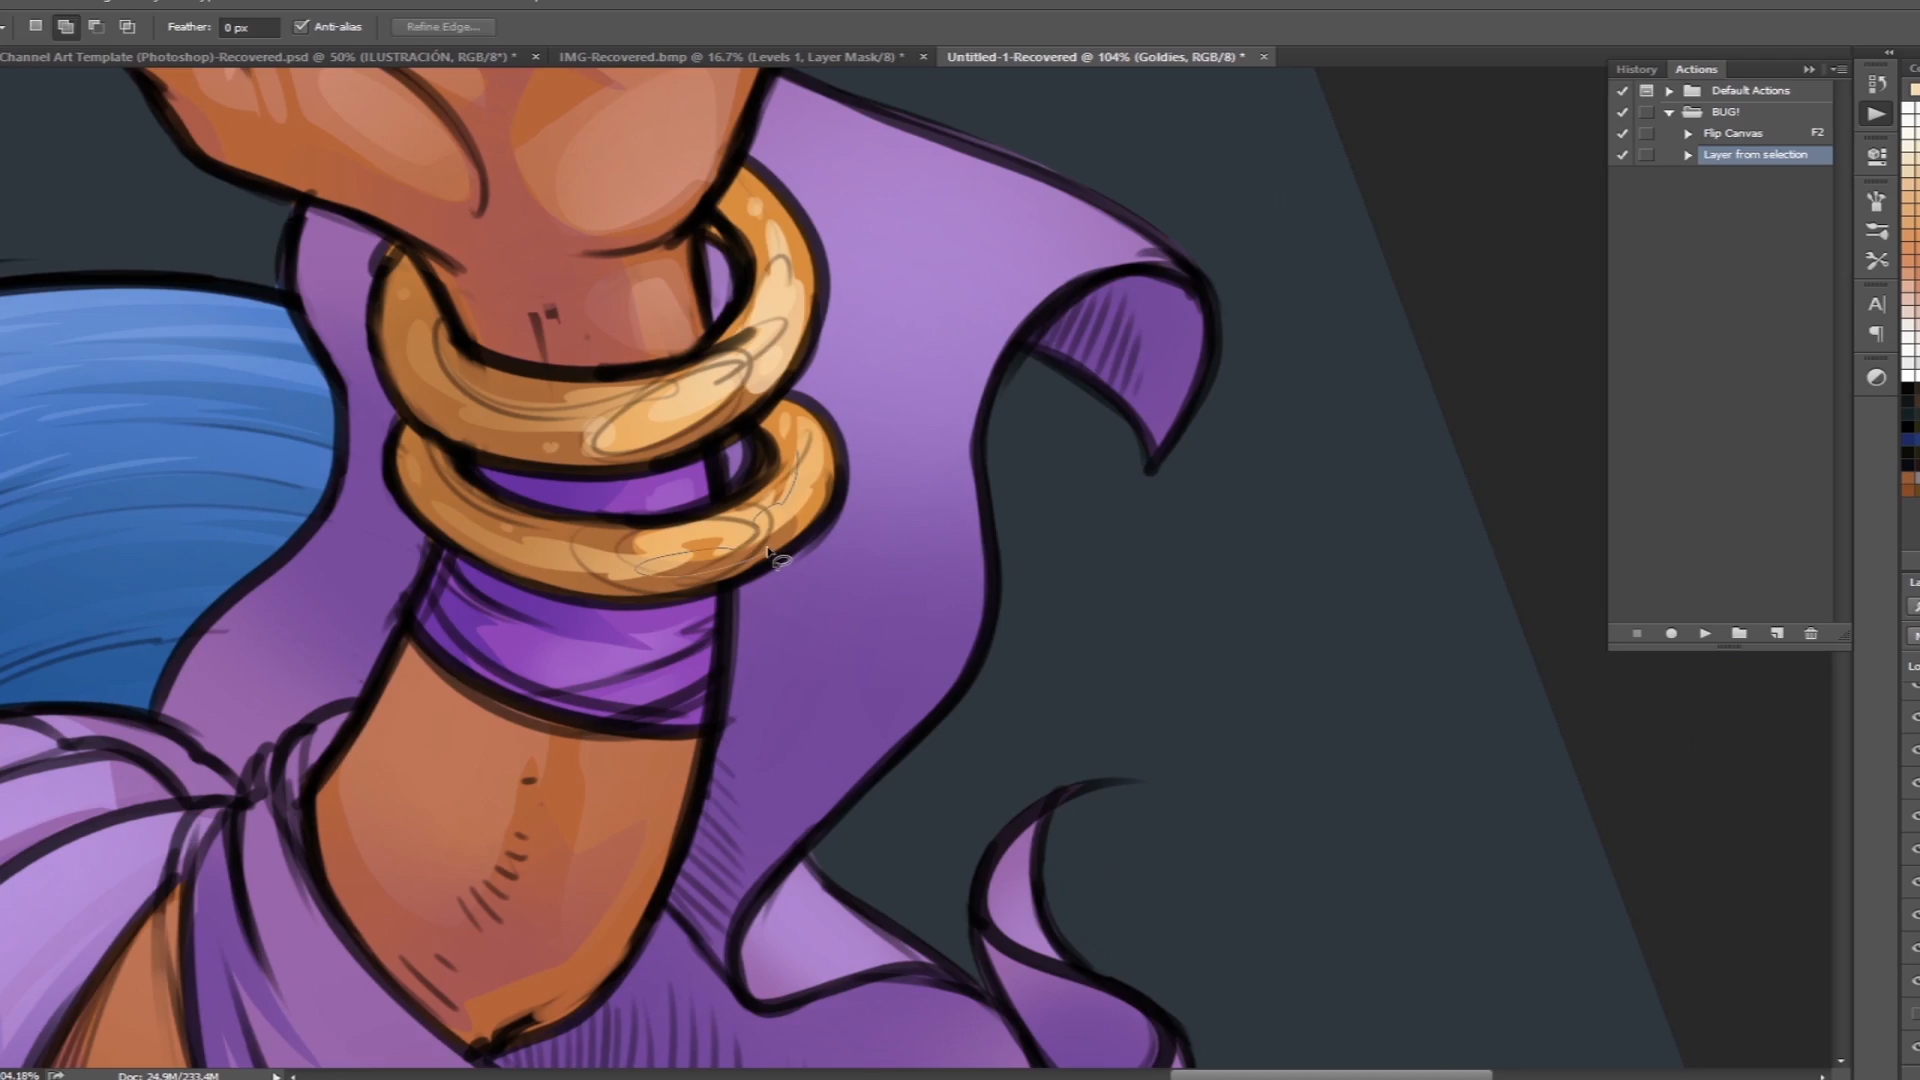 Feather: 0 px Anti-alias Refine Edge...
Channel Art Template (Photoshop)-Recovered.psd @ 50% (ILUSTRACIÓN, RGB/8*) * × IMG-Recovered.bmp @ 16.7% (Levels 1, Layer Mask/8) * × Untitled-1-Recovered @ 104% (Goldies, RGB/8) * ×
History Actions
Default Actions
BUG!
Flip Canvas F2
Layer from selection
04.18% Doc: 24.9M/233.4M